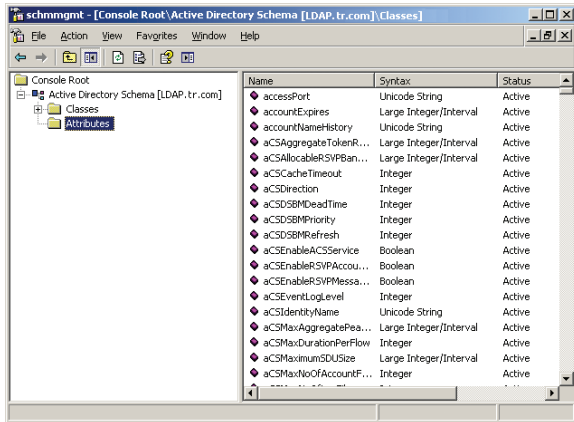 schmmgmt - [Console Root\Active Directory Schema [LDAP.tr.com]\Classes]
File Action View Favorites Window Help
Console Root
Active Directory Schema [LDAP.tr.com]
Classes
Attributes
Name Syntax Status
accessPort Unicode String Active
accountExpires Large Integer/Interval Active
accountNameHistory Unicode String Active
aCSAggregateTokenR... Large Integer/Interval Active
aCSAllocableRSVPBan... Large Integer/Interval Active
aCSCacheTimeout Integer Active
aCSDirection Integer Active
aCSDSBMDeadTime Integer Active
aCSDSBMPriority Integer Active
aCSDSBMRefresh Integer Active
aCSEnableACSService Boolean Active
aCSEnableRSVPAccou... Boolean Active
aCSEnableRSVPMessa... Boolean Active
aCSEventLogLevel Integer Active
aCSIdentityName Unicode String Active
aCSMaxAggregatePea... Large Integer/Interval Active
aCSMaxDurationPerFlow Integer Active
aCSMaximumSDUSize Large Integer/Interval Active
aCSMaxNoOfAccountF... Integer Active